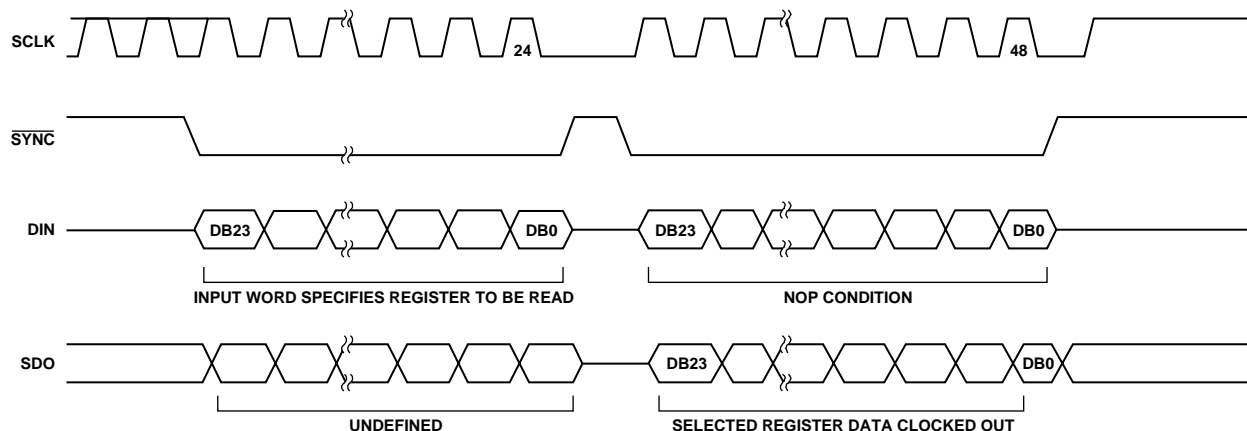 SCLK
24
48
SYNC
DIN
DB23
DB0
DB23
DB0
INPUT WORD SPECIFIES REGISTER TO BE READ
NOP CONDITION
SDO
DB23
DB0
UNDEFINED
SELECTED REGISTER DATA CLOCKED OUT